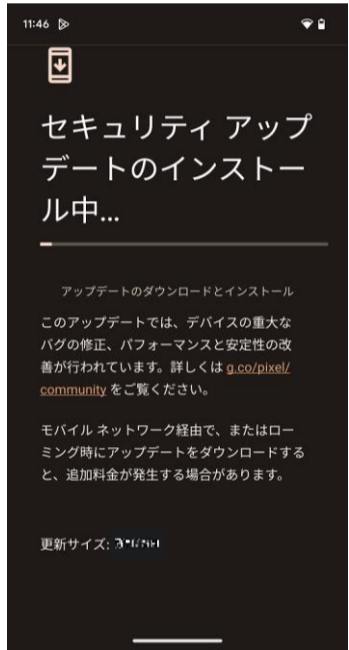 11:46
セキュリティ アップ
デートのインストー
ル中...
アップデートのダウンロードとインストール
このアップデートでは、デバイスの重大な
バグの修正、パフォーマンスと安定性の改
善が行われています。詳しくは g.co/pixel/
community をご覧ください。
モバイル ネットワーク経由で、またはロー
ミング時にアップデートをダウンロードする
と、追加料金が発生する場合があります。
更新サイズ: